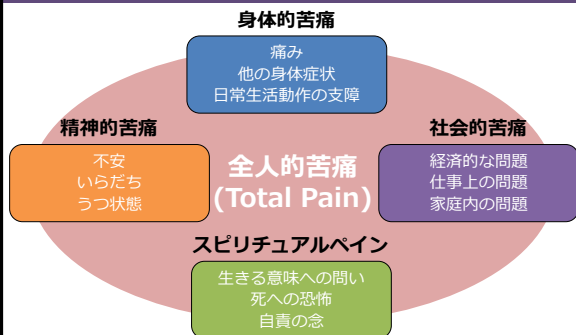 身体的苦痛
痛み
他の身体症状
日常生活動作の支障
精神的苦痛
不安
いらだち
うつ状態
全人的苦痛
(Total Pain)
社会的苦痛
経済的な問題
仕事上の問題
家庭内の問題
スピリチュアルペイン
生きる意味への問い
死への恐怖
自責の念